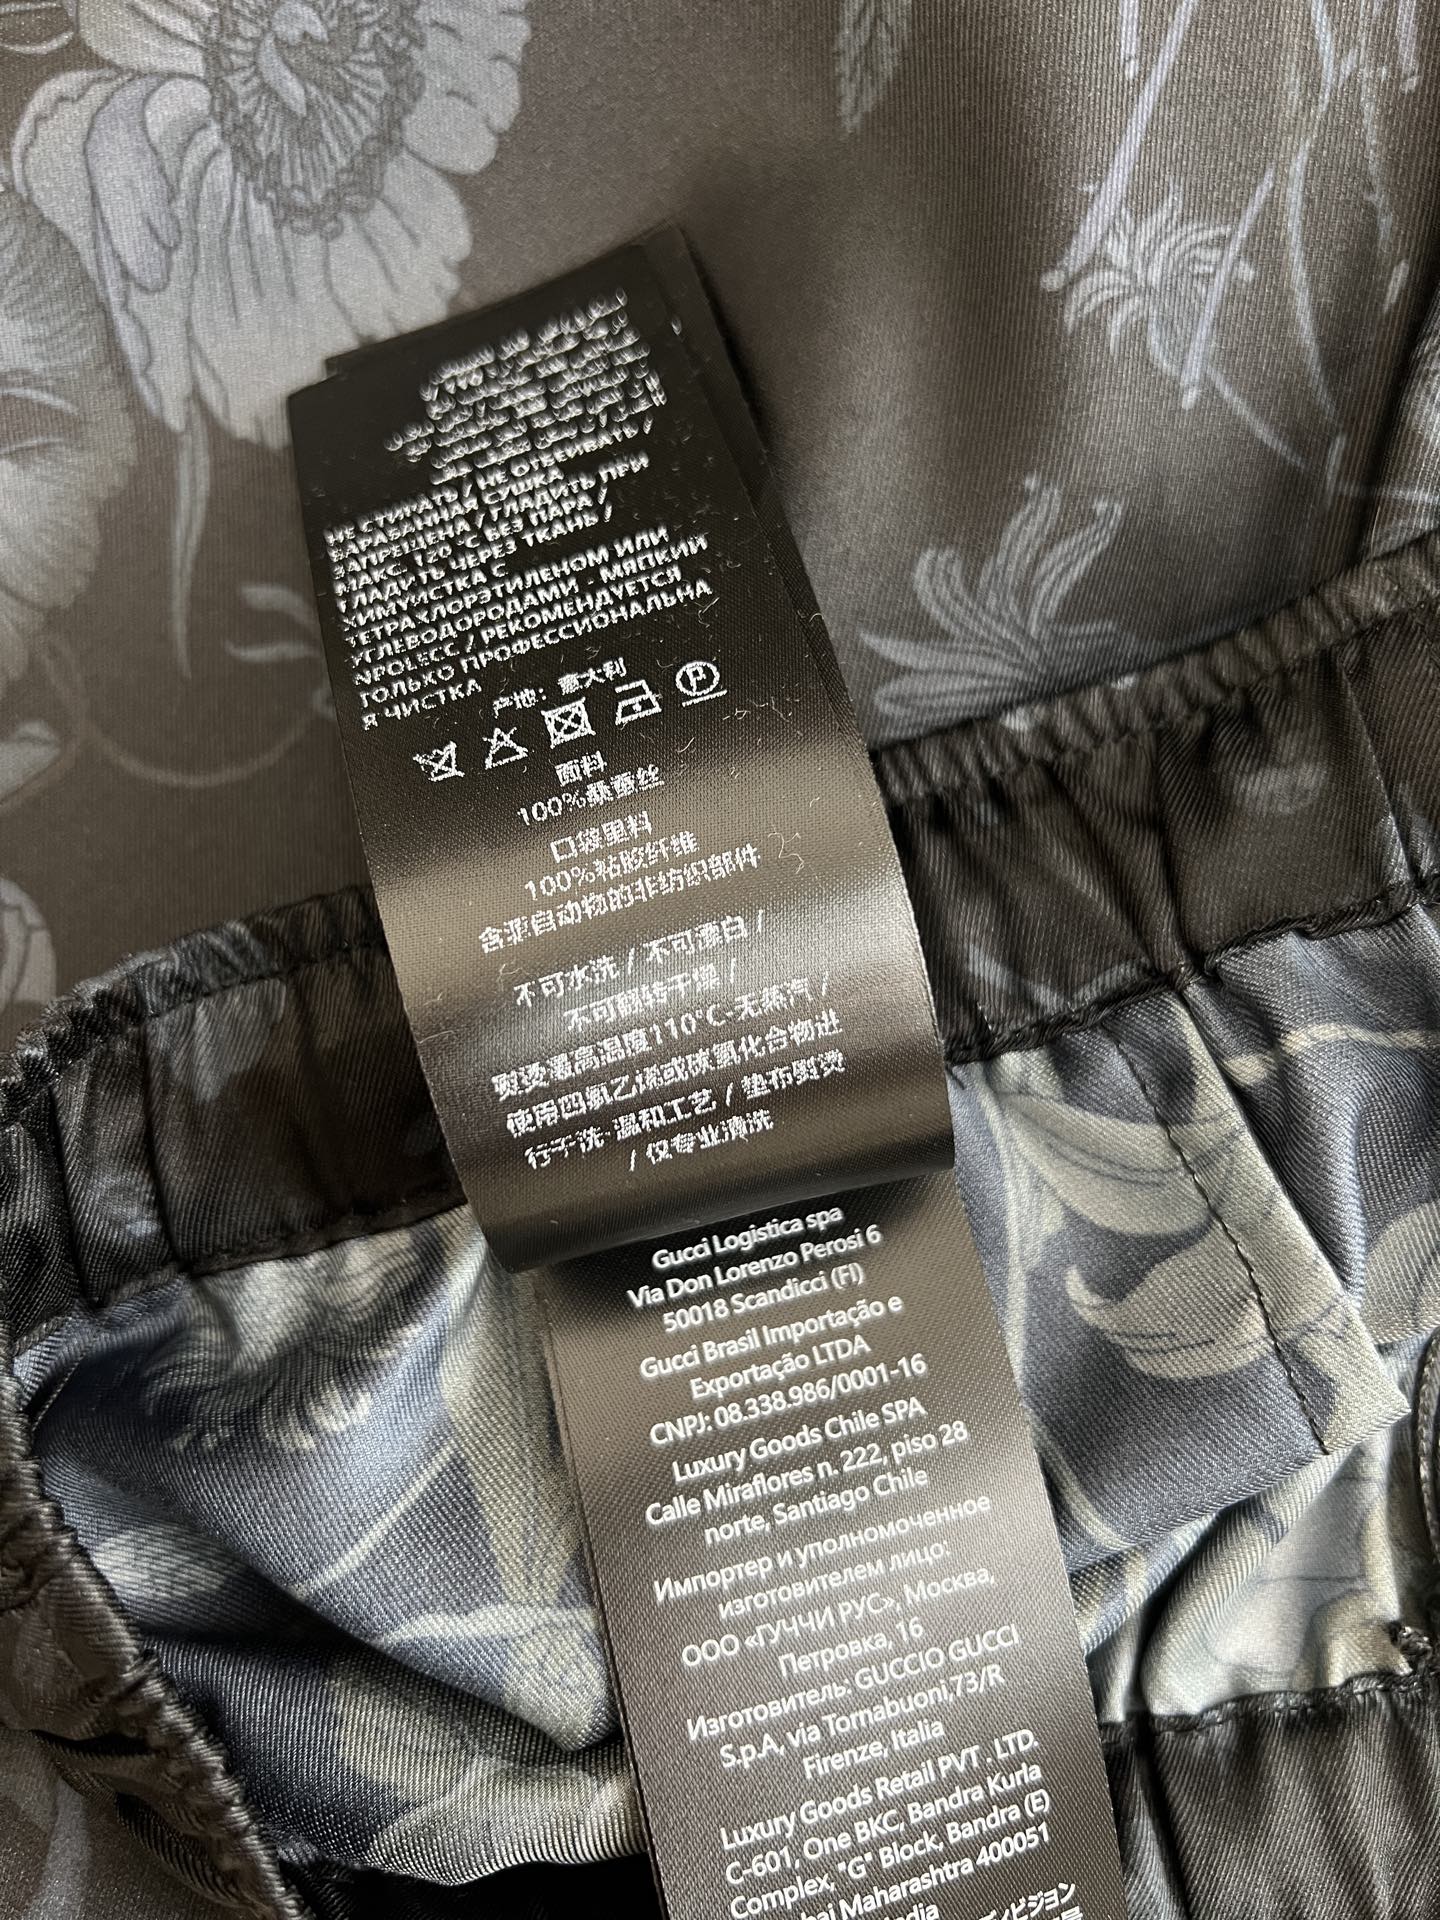 НЕ СТИРАТЬ / НЕ ОТБЕИВАТЬ /
БАРАБАННАЯ СУШКА
ЗАПРЕЩЕНА / ГЛАДИТЬ ПРИ
МАКС. 120 °C БЕЗ ПАРА /
ГЛАДИТЬ ЧЕРЕЗ ТКАНЬ /
ХИМЧИСТКА С
ТЕТРАХЛОРЭТИЛЕНОМ ИЛИ
УГЛЕВОДОРОДАМИ - МЯГКИЙ
/ РЕКОМЕНДУЕТСЯ
ТОЛЬКО ПРОФЕССИОНАЛЬНА
Я ЧИСТКА
产地：意大利
P
面料
100%桑蚕丝
口袋里料
100%粘胶纤维
含源自动物的非纺织部件
不可水洗 / 不可漂白 /
不可翻转干燥 /
熨烫最高温度110°C-无蒸汽 /
使用四氯乙烯或碳氢化合物进
行干洗-温和工艺 / 垫布熨烫
/ 仅专业清洗
Gucci Logistica spa
Via Don Lorenzo Perosi 6
50018 Scandicci (FI)
Gucci Brasil Importação e
Exportação LTDA
CNPJ: 08.338.986/0001-16
Luxury Goods Chile SPA
Calle Miraflores n. 222, piso 28
norte, Santiago Chile
Импортер и уполномоченное
изготовителем лицо:
ООО «ГУЧЧИ РУС», Москва,
Петровка, 16
Изготовитель: GUCCIO GUCCI
S.p.A, via Tornabuoni,73/R
Firenze, Italia
Luxury Goods Retail PVT . LTD.
C-601, One BKC, Bandra Kurla
Complex, "G" Block, Bandra (E)
Maharashtra 400051